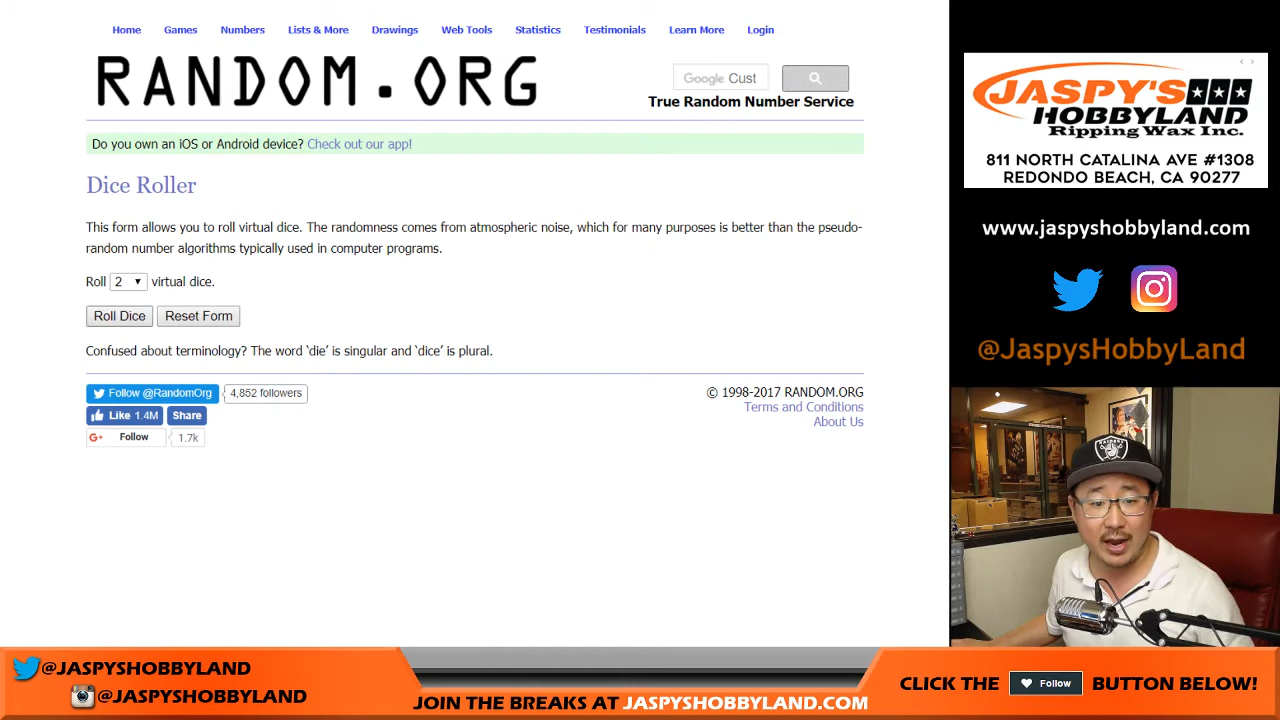 Home Games Numbers Lists & More Drawings Web Tools Statistics Testimonials Learn More Login
RANDOM.ORG
Google Cust
True Random Number Service
Do you own an iOS or Android device? Check out our app!
Dice Roller
This form allows you to roll virtual dice. The randomness comes from atmospheric noise, which for many purposes is better than the pseudo-
random number algorithms typically used in computer programs.
Roll 2 virtual dice.
Roll Dice Reset Form
Confused about terminology? The word ‘die’ is singular and ‘dice’ is plural.
Follow @RandomOrg 4,852 followers
Like 1.4M Share
G+ Follow 1.7k
© 1998-2017 RANDOM.ORG
Terms and Conditions
About Us
JASPY'S
HOBBYLAND
Ripping Wax Inc.
811 NORTH CATALINA AVE #1308
REDONDO BEACH, CA 90277
www.jaspyshobbyland.com
@JaspysHobbyLand
@JASPYSHOBBYLAND
@JASPYSHOBBYLAND
JOIN THE BREAKS AT JASPYSHOBBYLAND.COM
CLICK THE Follow BUTTON BELOW!